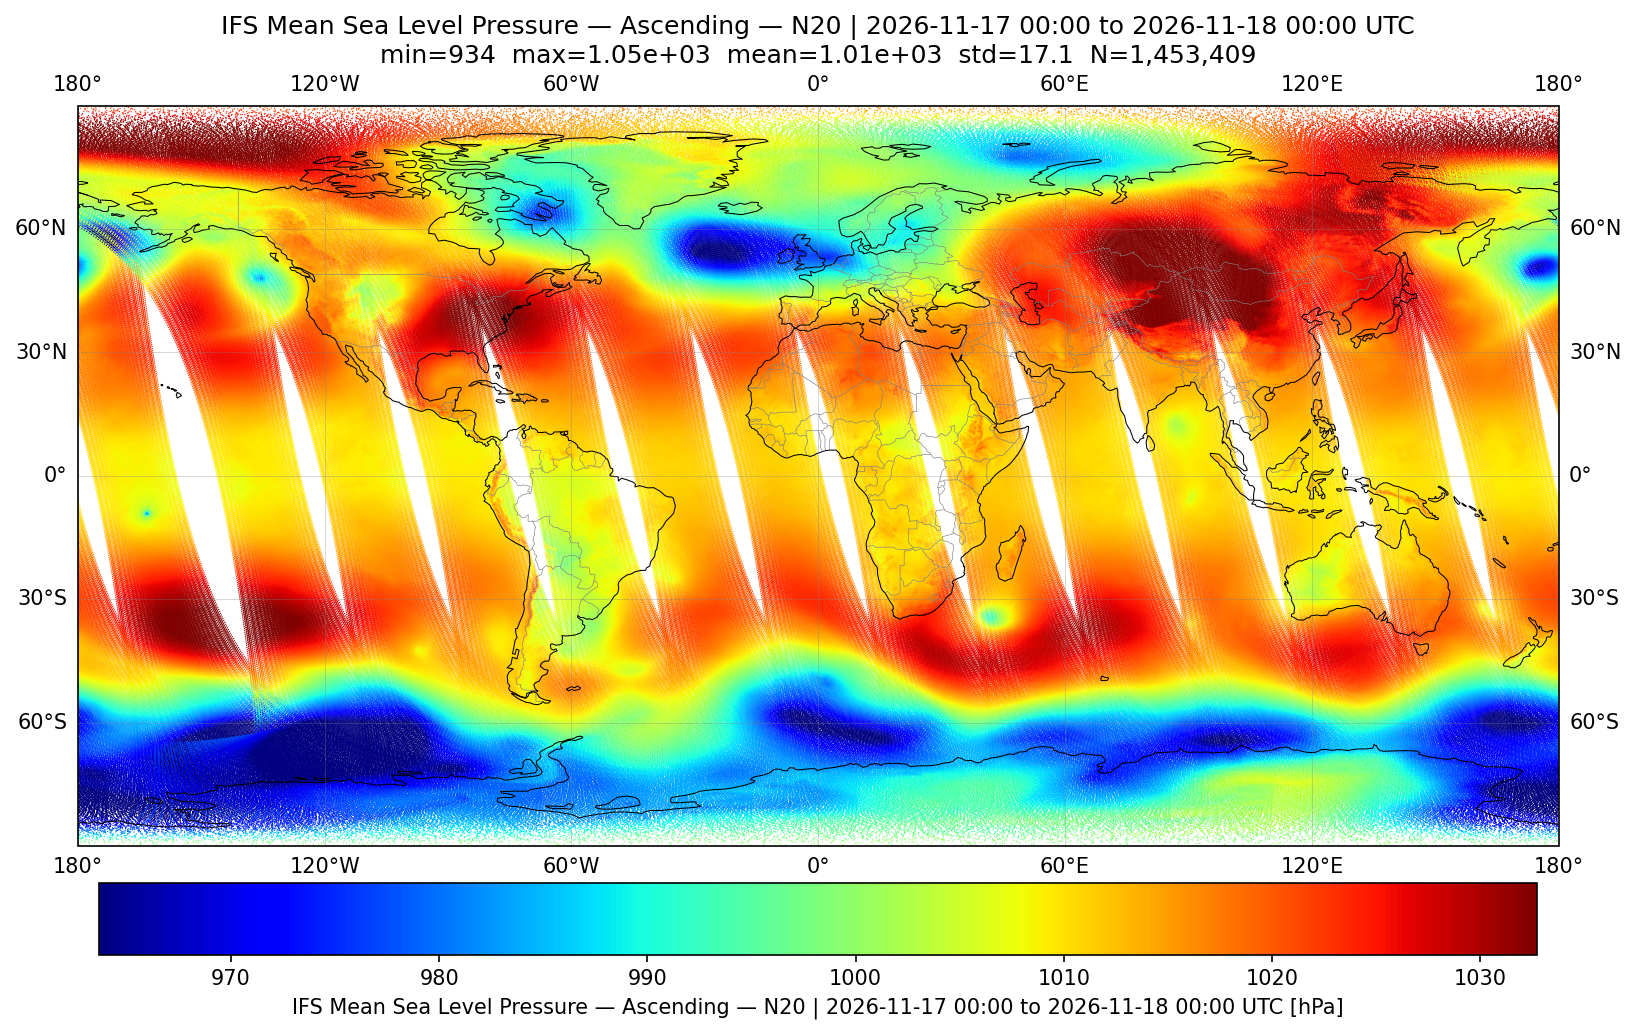 IFS Mean Sea Level Pressure — Ascending — N20 | 2026-11-17 00:00 to 2026-11-18 00:00 UTC
min=934  max=1.05e+03  mean=1.01e+03  std=17.1  N=1,453,409
180° 120°W 60°W 0° 60°E 120°E 180°
60°N 60°N
30°N 30°N
0° 0°
30°S 30°S
60°S 60°S
180° 120°W 60°W 0° 60°E 120°E 180°
970 980 990 1000 1010 1020 1030
IFS Mean Sea Level Pressure — Ascending — N20 | 2026-11-17 00:00 to 2026-11-18 00:00 UTC [hPa]